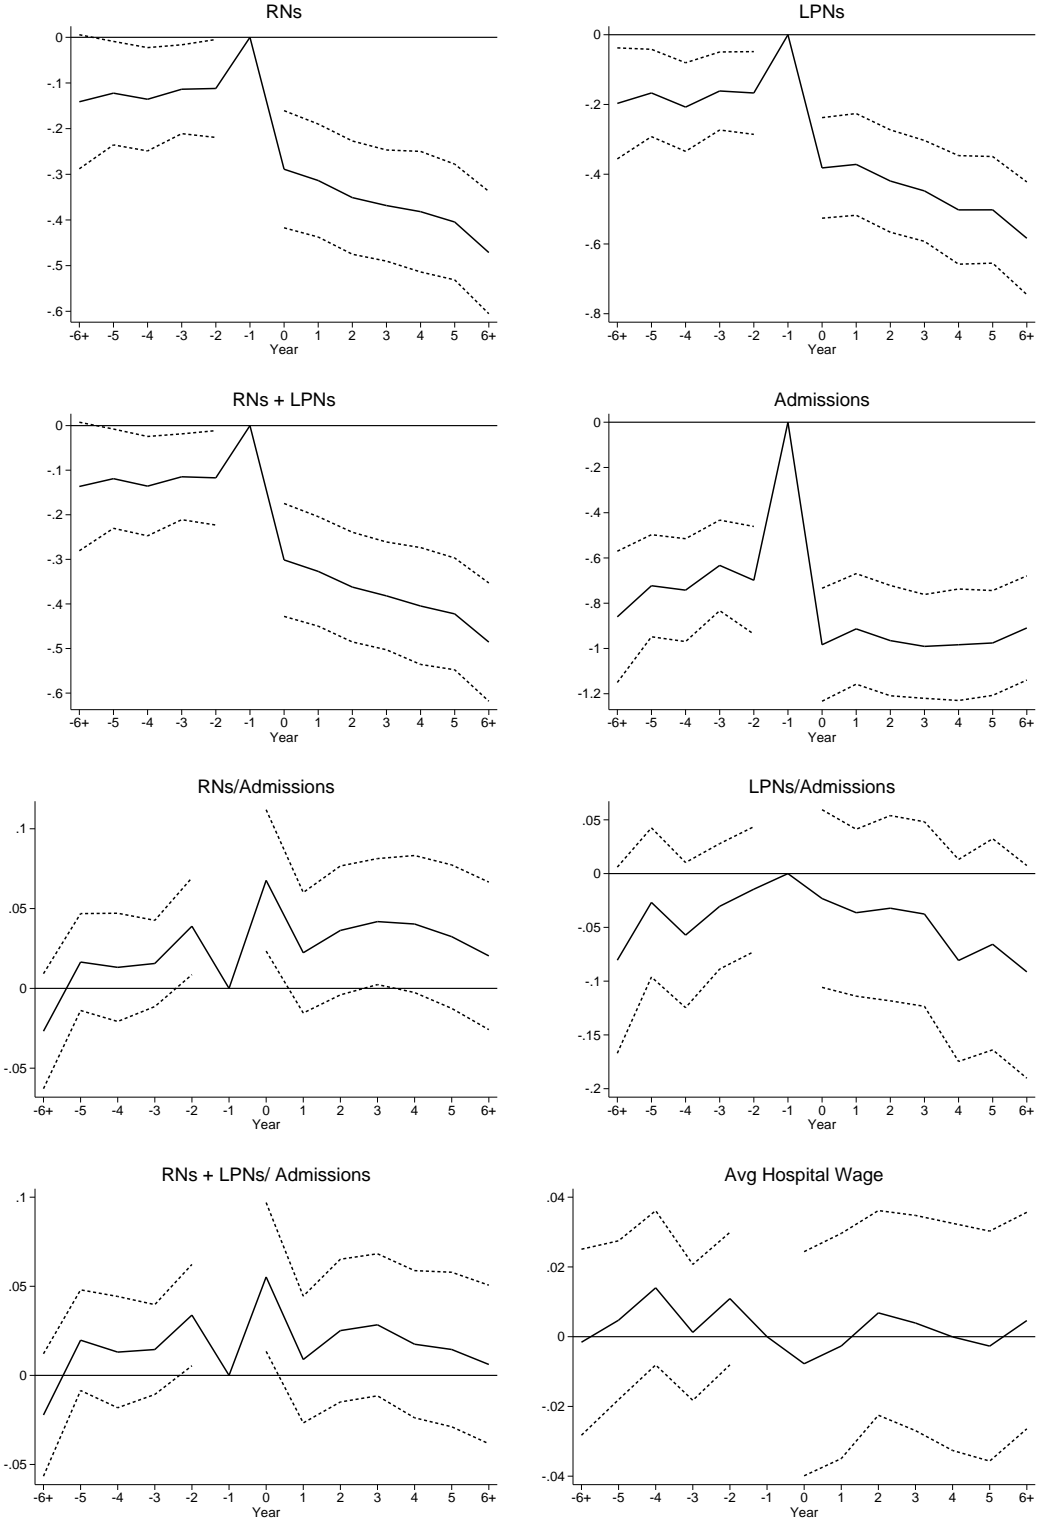 RNs
0
-.1
-.2
-.3
-.4
-.5
-.6
-6+ -5 -4 -3 -2 -1 0 1 2 3 4 5 6+
Year
LPNs
0
-.2
-.4
-.6
-.8
-6+ -5 -4 -3 -2 -1 0 1 2 3 4 5 6+
Year
RNs + LPNs
0
-.1
-.2
-.3
-.4
-.5
-.6
-6+ -5 -4 -3 -2 -1 0 1 2 3 4 5 6+
Year
Admissions
0
-.2
-.4
-.6
-.8
-1
-1.2
-6+ -5 -4 -3 -2 -1 0 1 2 3 4 5 6+
Year
RNs/Admissions
.1
.05
0
-.05
-6+ -5 -4 -3 -2 -1 0 1 2 3 4 5 6+
Year
LPNs/Admissions
.05
0
-.05
-.1
-.15
-.2
-6+ -5 -4 -3 -2 -1 0 1 2 3 4 5 6+
Year
RNs + LPNs/ Admissions
.1
.05
0
-.05
-6+ -5 -4 -3 -2 -1 0 1 2 3 4 5 6+
Year
Avg Hospital Wage
.04
.02
0
-.02
-.04
-6+ -5 -4 -3 -2 -1 0 1 2 3 4 5 6+
Year